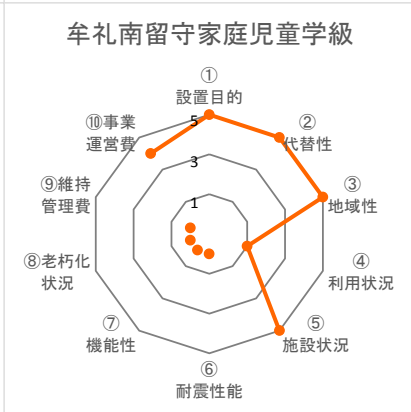 牟礼南留守家庭児童学級
①
設置目的
②
代替性
③
地域性
④
利用状況
⑤
施設状況
⑥
耐震性能
⑦
機能性
⑧老朽化
状況
⑨維持
管理費
⑩事業
運営費
5
3
1